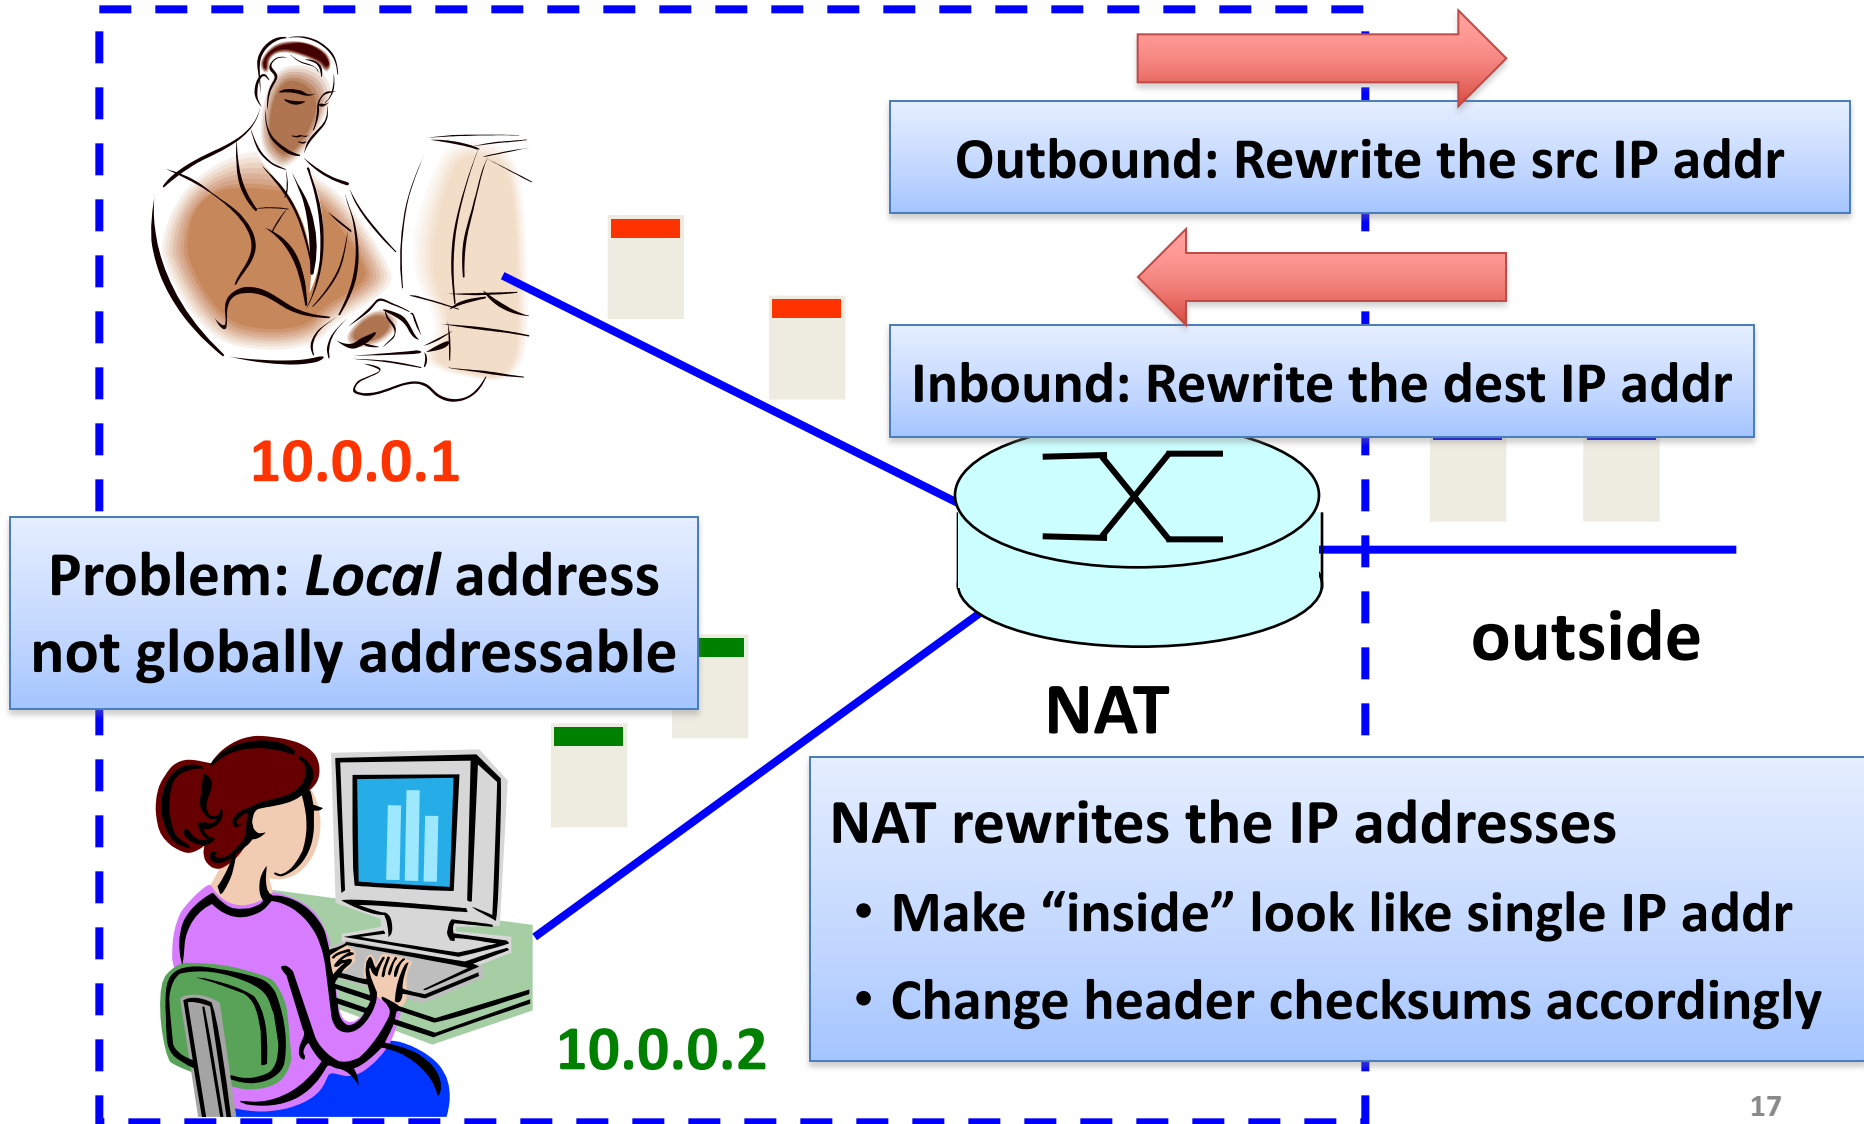 Outbound: Rewrite the src IP addr
Inbound: Rewrite the dest IP addr
10.0.0.1
Problem: Local address
not globally addressable
outside
NAT
NAT rewrites the IP addresses
• Make “inside” look like single IP addr
• Change header checksums accordingly
10.0.0.2
17